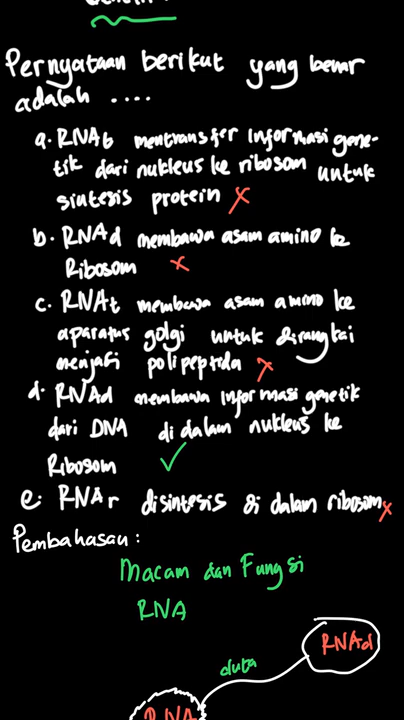 Pernyataan berikut yang benar
adalah ....
a. RNAt mentransfer informasi gene-
tik dari nukleus ke ribosom untuk
sintesis protein X
b. RNAd membawa asam amino ke
Ribosom X
c. RNAt membawa asam amino ke
aparatus golgi untuk dirangkai
menjadi polipeptida X
d. RNAd membawa informasi genetik
dari DNA di dalam nukleus ke
Ribosom ✓
e. RNAr disintesis di dalam ribosom X
Pembahasan:
Macam dan Fungsi
RNA
RNAd
duta
RNA